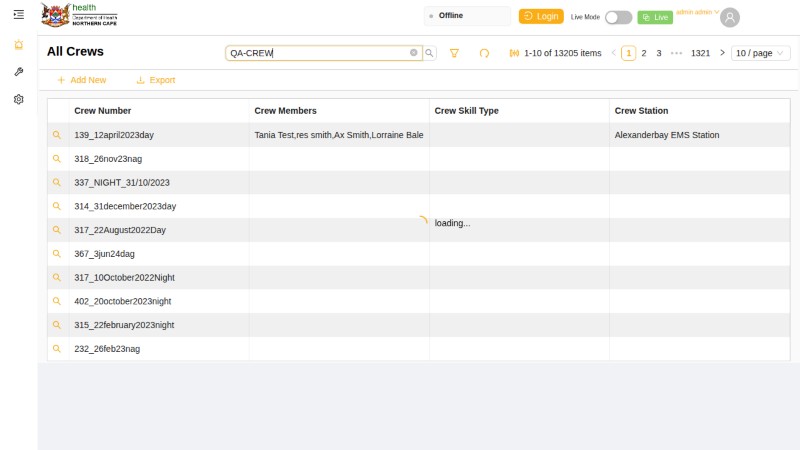 health
Department of Health
NORTHERN CAPE
Offline
Login
Live Mode
Live
admin admin
All Crews
QA-CREW
1-10 of 13205 items
1 2 3 ••• 1321
10 / page
Add New
Export
Crew Number Crew Members Crew Skill Type Crew Station
139_12april2023day Tania Test,res smith,Ax Smith,Lorraine Bale Alexanderbay EMS Station
318_26nov23nag
337_NIGHT_31/10/2023
314_31december2023day
317_22August2022Day
loading...
367_3jun24dag
317_10October2022Night
402_20october2023night
315_22february2023night
232_26feb23nag